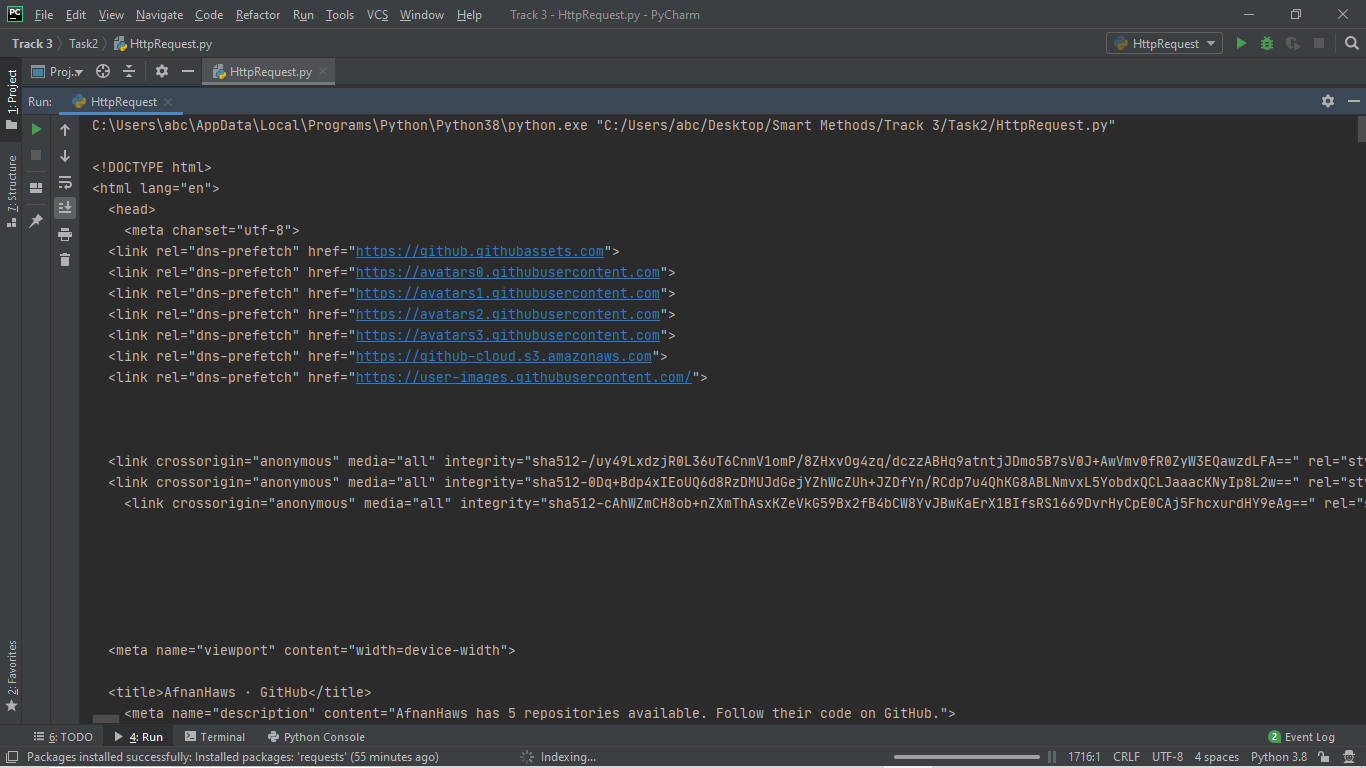 PC File Edit View Navigate Code Refactor Run Tools VCS Window Help Track 3 - HttpRequest.py - PyCharm
Track 3 Task2 HttpRequest.py HttpRequest
1: Project
Proj.. HttpRequest.py
Run: HttpRequest
C:\Users\abc\AppData\Local\Programs\Python\Python38\python.exe "C:/Users/abc/Desktop/Smart Methods/Track 3/Task2/HttpRequest.py"
7: Structure
<!DOCTYPE html>
<html lang="en">
<head>
<meta charset="utf-8">
<link rel="dns-prefetch" href="https://github.githubassets.com">
<link rel="dns-prefetch" href="https://avatars0.githubusercontent.com">
<link rel="dns-prefetch" href="https://avatars1.githubusercontent.com">
<link rel="dns-prefetch" href="https://avatars2.githubusercontent.com">
<link rel="dns-prefetch" href="https://avatars3.githubusercontent.com">
<link rel="dns-prefetch" href="https://github-cloud.s3.amazonaws.com">
<link rel="dns-prefetch" href="https://user-images.githubusercontent.com/">
<link crossorigin="anonymous" media="all" integrity="sha512-/uy49LxdzjR0L36uT6CnmV1omP/8ZHxvOg4zq/dczzABHq9atntjJDmo5B7sV0J+AwVmv0fR0ZyW3EQawzdLFA==" rel="sty
<link crossorigin="anonymous" media="all" integrity="sha512-0Dq+Bdp4xIEoUQ6d8RzDMUJdGejYZhWcZUh+JZDfYn/RCdp7u4QhKG8ABLNmvxL5YobdxQCLJaaacKNyIp8L2w==" rel="sty
<link crossorigin="anonymous" media="all" integrity="sha512-cAhWZmCH8ob+nZXmThAsxKZeVkG59Bx2fB4bCW8YvJBwKaErX1BIfsRS1669DvrHyCpE0CAj5FhcxurdHY9eAg==" rel="s
<meta name="viewport" content="width=device-width">
<title>AfnanHaws · GitHub</title>
<meta name="description" content="AfnanHaws has 5 repositories available. Follow their code on GitHub.">
2: Favorites
6: TODO 4: Run Terminal Python Console 2 Event Log
Packages installed successfully: Installed packages: 'requests' (55 minutes ago) Indexing... 1716:1 CRLF UTF-8 4 spaces Python 3.8